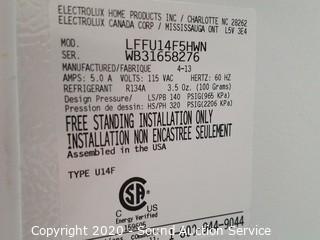 ELECTROLUX HOME PRODUCTS INC / CHARLOTTE NC 28262
ELECTROLUX CANADA CORP / MISSISSAUGA ONT L5V 3E4
MOD. LFFU14F5HWN
SER. WB31658276
MANUFACTURED/FABRIQUE 4-13
AMPS: 5.0 A VOLTS: 115 VAC HERTZ: 60 HZ
REFRIGERANT R134A 3.5 Oz. (100 Grams)
Design Pressure/ LS/PB 140 PSIG(965 kPa)
Pression de dessin: HS/PH 320 PSIG(2206 kPa)
FREE STANDING INSTALLATION ONLY
INSTALLATION NON ENCASTREE SEULEMENT
Assembled in the USA
TYPE U14F
C US
Energy Verified
644-9044
Copyright 2020 - Sound Auction Service